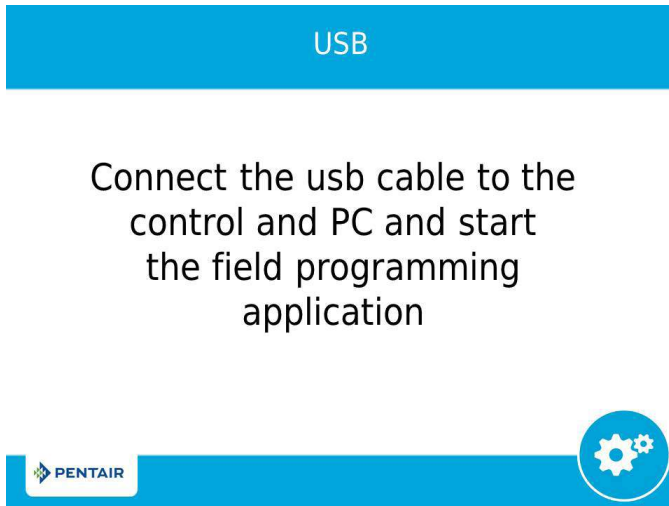 USB
Connect the usb cable to the
control and PC and start
the field programming
application
PENTAIR